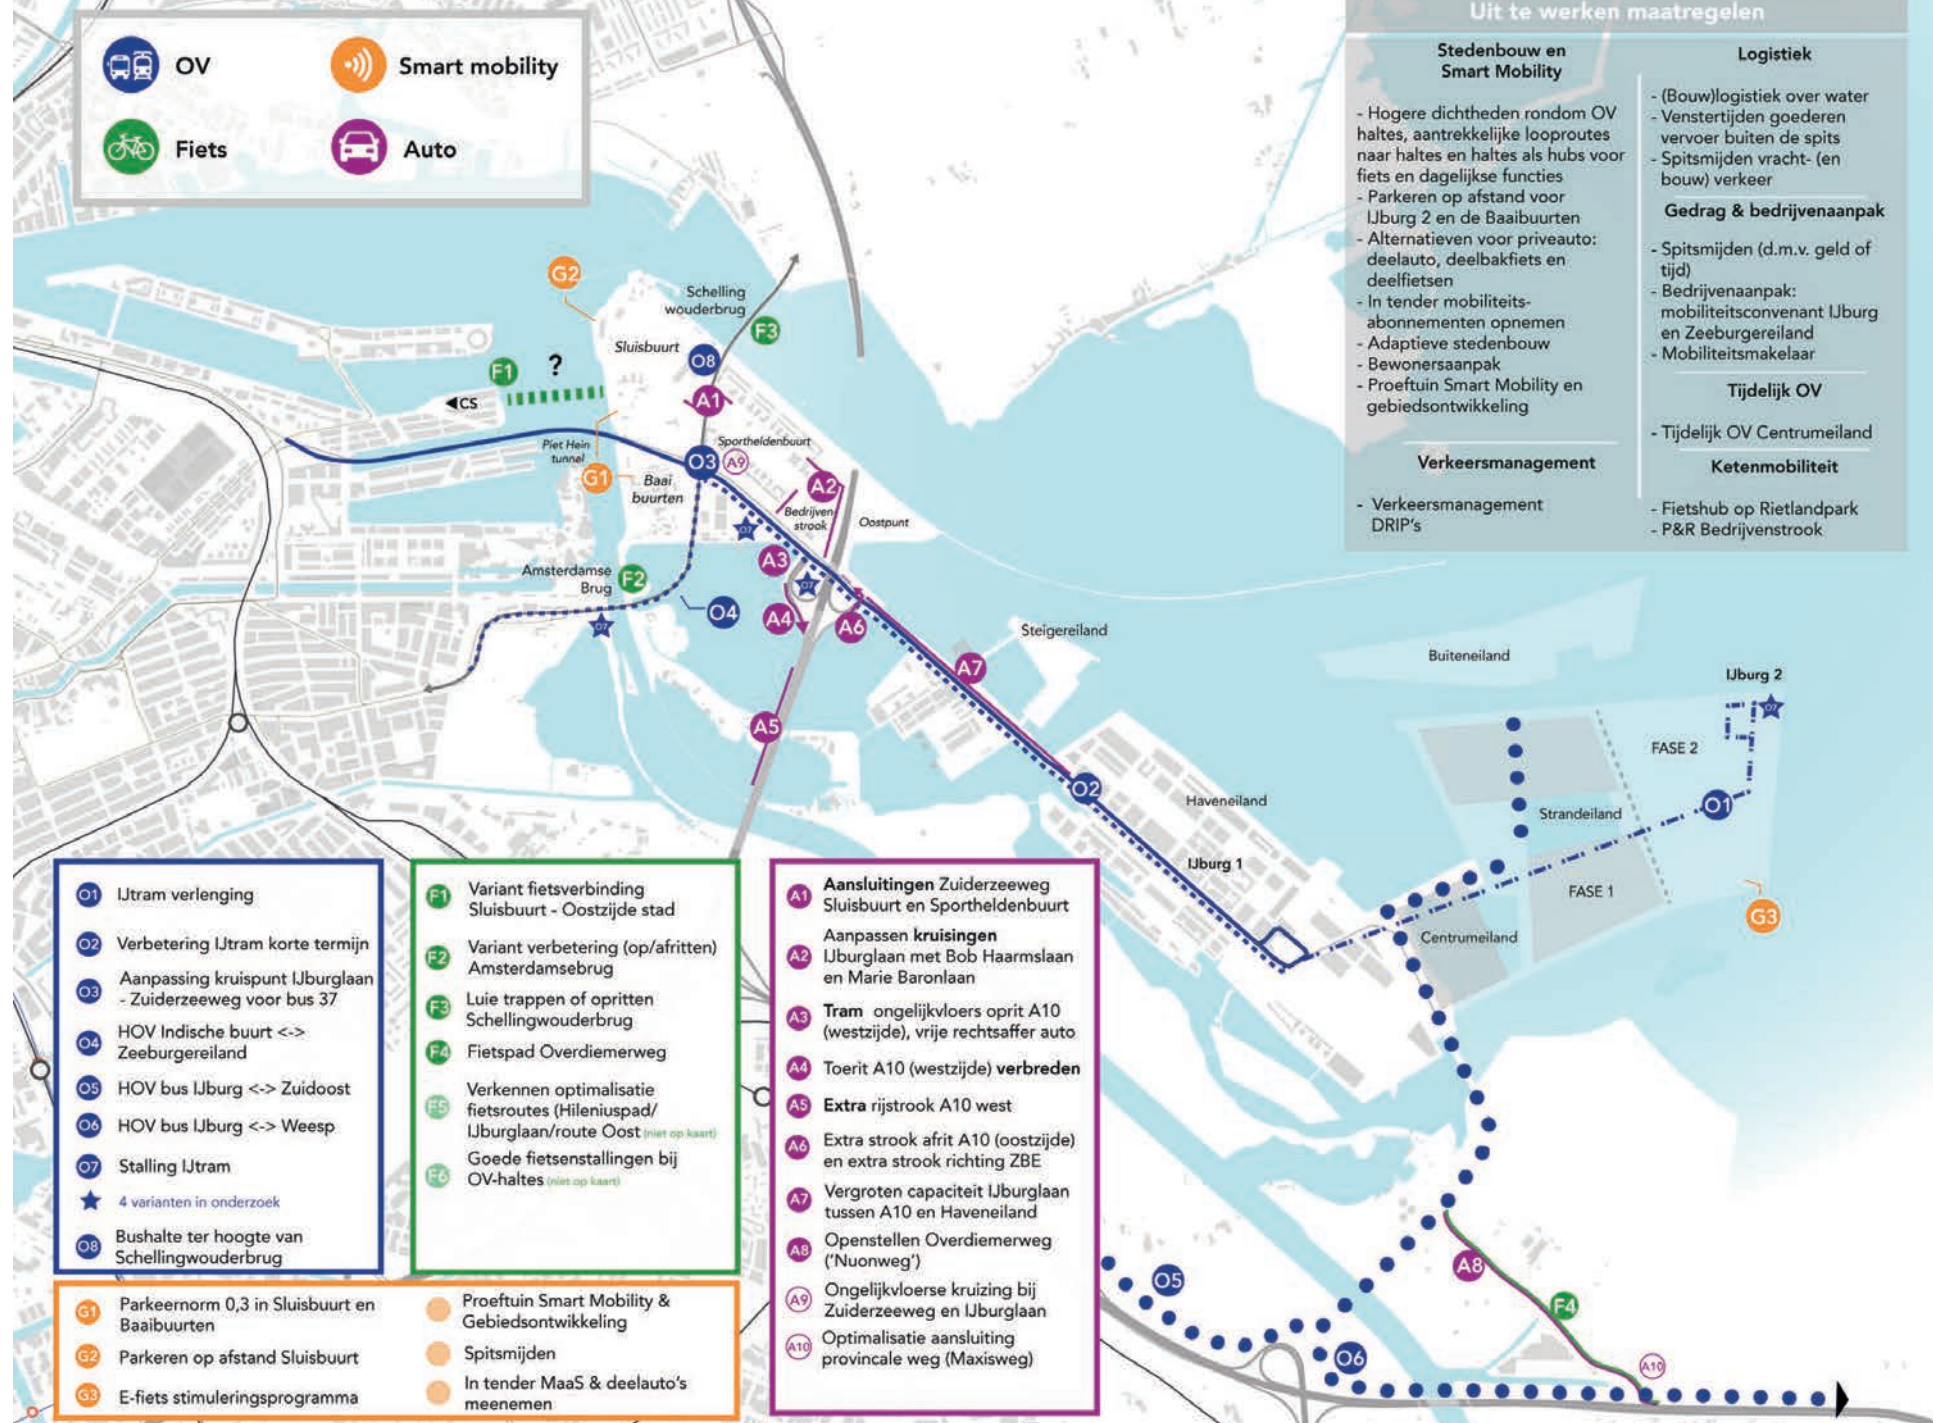 OV
Smart mobility
Fiets
Auto
Uit te werken maatregelen
Stedenbouw en
Smart Mobility
- Hogere dichtheden rondom OV
haltes, aantrekkelijke looproutes
naar haltes en haltes als hubs voor
fiets en dagelijkse functies
- Parkeren op afstand voor
IJburg 2 en de Baaibuurten
- Alternatieven voor priveauto:
deelauto, deelbakfiets en
deelfietsen
- In tender mobiliteits-
abonnementen opnemen
- Adaptieve stedenbouw
- Bewonersaanpak
- Proeftuin Smart Mobility en
gebiedsontwikkeling
Verkeersmanagement
- Verkeersmanagement
DRIP's
Logistiek
- (Bouw)logistiek over water
- Venstertijden goederen
vervoer buiten de spits
- Spitsmijden vracht- (en
bouw) verkeer
Gedrag & bedrijvenaanpak
- Spitsmijden (d.m.v. geld of
tijd)
- Bedrijvenaanpak:
mobiliteitsconvenant IJburg
en Zeeburgereiland
- Mobiliteitsmakelaar
Tijdelijk OV
- Tijdelijk OV Centrumeiland
Ketenmobiliteit
- Fietshub op Rietlandpark
- P&R Bedrijvenstrook
G2
Schelling
wouderbrug
F3
Sluisbuurt
O8
F1
?
CS
A1
Piet Hein
tunnel
Sportheldenbuurt
O3
A9
G1
Baai
buurten
A2
Bedrijven
strook
Oostpunt
O7
A3
Amsterdamse
Brug
F2
O7
O4
A4
A6
O7
Steigereiland
A7
A5
Buiteneiland
IJburg 2
O7
FASE 2
O2
Haveneiland
O1
Strandeiland
IJburg 1
FASE 1
G3
Centrumeiland
O5
A8
F4
O6
A10
O1 IJtram verlenging
O2 Verbetering IJtram korte termijn
O3 Aanpassing kruispunt IJburglaan
- Zuiderzeeweg voor bus 37
O4 HOV Indische buurt <->
Zeeburgereiland
O5 HOV bus IJburg <-> Zuidoost
O6 HOV bus IJburg <-> Weesp
O7 Stalling IJtram
4 varianten in onderzoek
O8 Bushalte ter hoogte van
Schellingwouderbrug
F1 Variant fietsverbinding
Sluisbuurt - Oostzijde stad
F2 Variant verbetering (op/afritten)
Amsterdamsebrug
F3 Luie trappen of opritten
Schellingwouderbrug
F4 Fietspad Overdiemerweg
F5 Verkennen optimalisatie
fietsroutes (Hileniuspad/
IJburglaan/route Oost (niet op kaart)
F6 Goede fietsenstallingen bij
OV-haltes (niet op kaart)
A1 Aansluitingen Zuiderzeeweg
Sluisbuurt en Sportheldenbuurt
A2 Aanpassen kruisingen
IJburglaan met Bob Haarmslaan
en Marie Baronlaan
A3 Tram ongelijkvloers oprit A10
(westzijde), vrije rechtsaffer auto
A4 Toerit A10 (westzijde) verbreden
A5 Extra rijstrook A10 west
A6 Extra strook afrit A10 (oostzijde)
en extra strook richting ZBE
A7 Vergroten capaciteit IJburglaan
tussen A10 en Haveneiland
A8 Openstellen Overdiemerweg
('Nuonweg')
A9 Ongelijkvloerse kruizing bij
Zuiderzeeweg en IJburglaan
A10 Optimalisatie aansluiting
provincale weg (Maxisweg)
G1 Parkeernorm 0,3 in Sluisbuurt en
Baaibuurten
G2 Parkeren op afstand Sluisbuurt
G3 E-fiets stimuleringsprogramma
Proeftuin Smart Mobility &
Gebiedsontwikkeling
Spitsmijden
In tender MaaS & deelauto's
meenemen